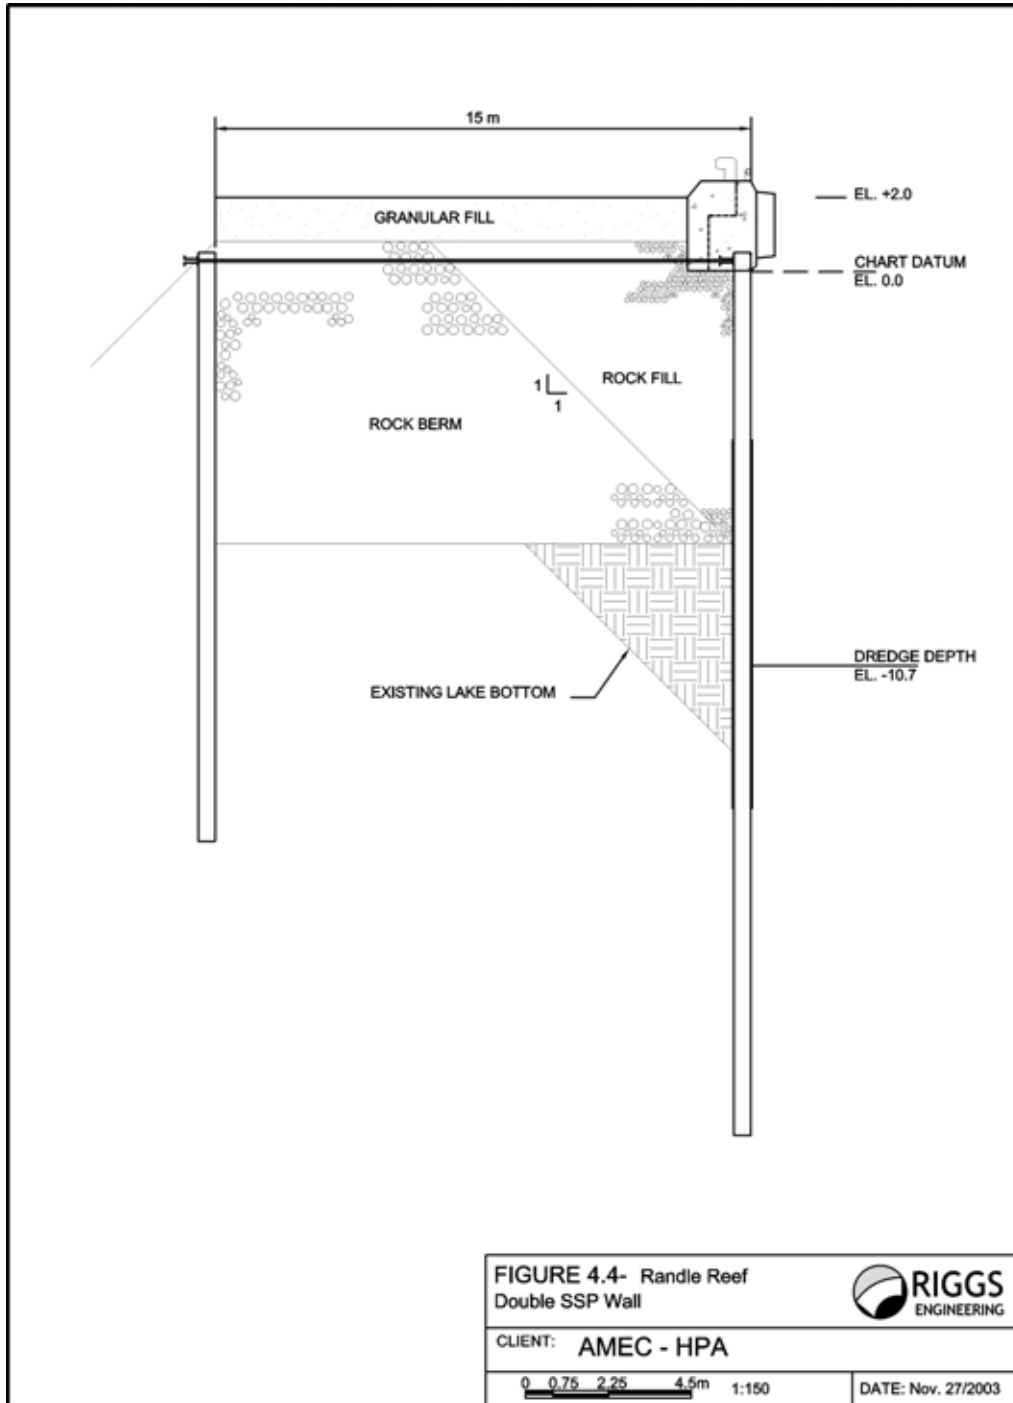 15 m
EL. +2.0
GRANULAR FILL
CHART DATUM
EL. 0.0
ROCK FILL
1
1
ROCK BERM
DREDGE DEPTH
EL. -10.7
EXISTING LAKE BOTTOM
FIGURE 4.4- Randle Reef
Double SSP Wall
RIGGS
ENGINEERING
CLIENT: AMEC - HPA
0 0.75 2.25 4.5m 1:150
DATE: Nov. 27/2003